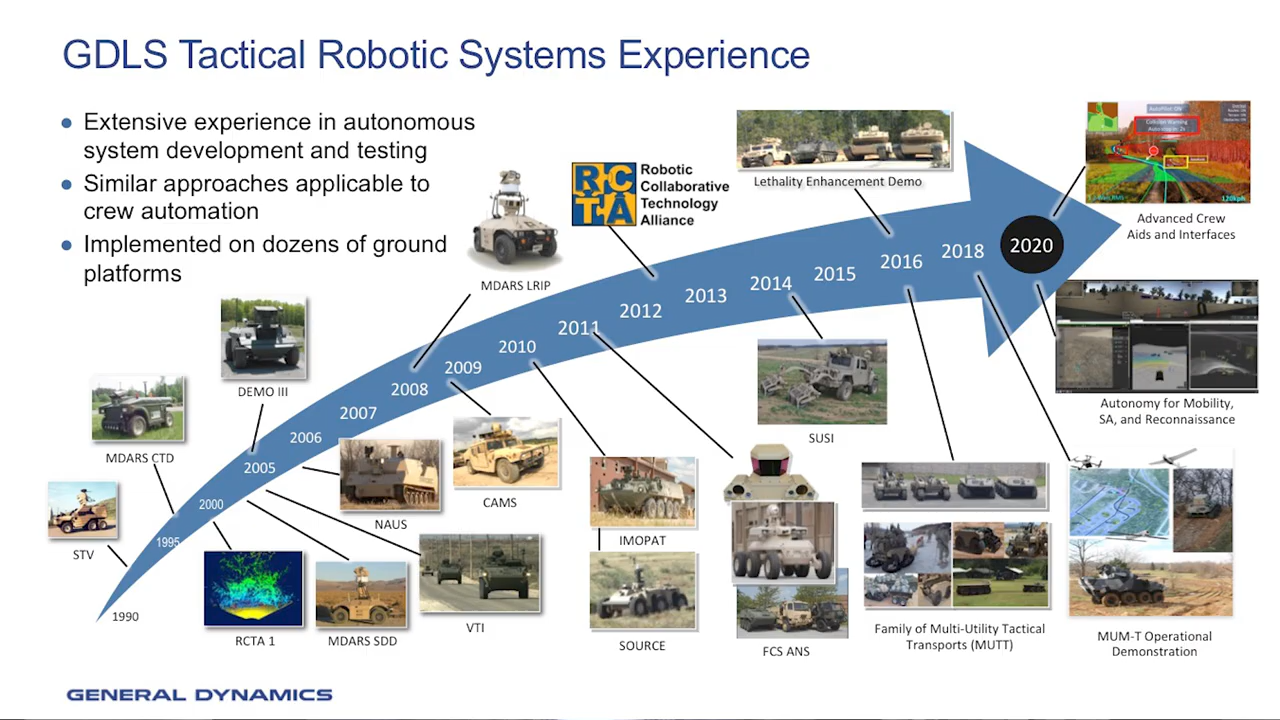 GDLS Tactical Robotic Systems Experience
Extensive experience in autonomous
system development and testing
Similar approaches applicable to
crew automation
Implemented on dozens of ground
platforms
MDARS LRIP
RCTA
Robotic
Collaborative
Technology
Alliance
Lethality Enhancement Demo
Advanced Crew
Aids and Interfaces
DEMO III
MDARS CTD
STV
1990
1995
2000
2005
2006
2007
2008
2009
2010
2011
2012
2013
2014
2015
2016
2018
2020
Autonomy for Mobility,
SA, and Reconnaissance
NAUS
CAMS
IMOPAT
SUSI
RCTA 1
MDARS SDD
VTI
SOURCE
FCS ANS
Family of Multi-Utility Tactical
Transports (MUTT)
MUM-T Operational
Demonstration
120kph
GENERAL DYNAMICS